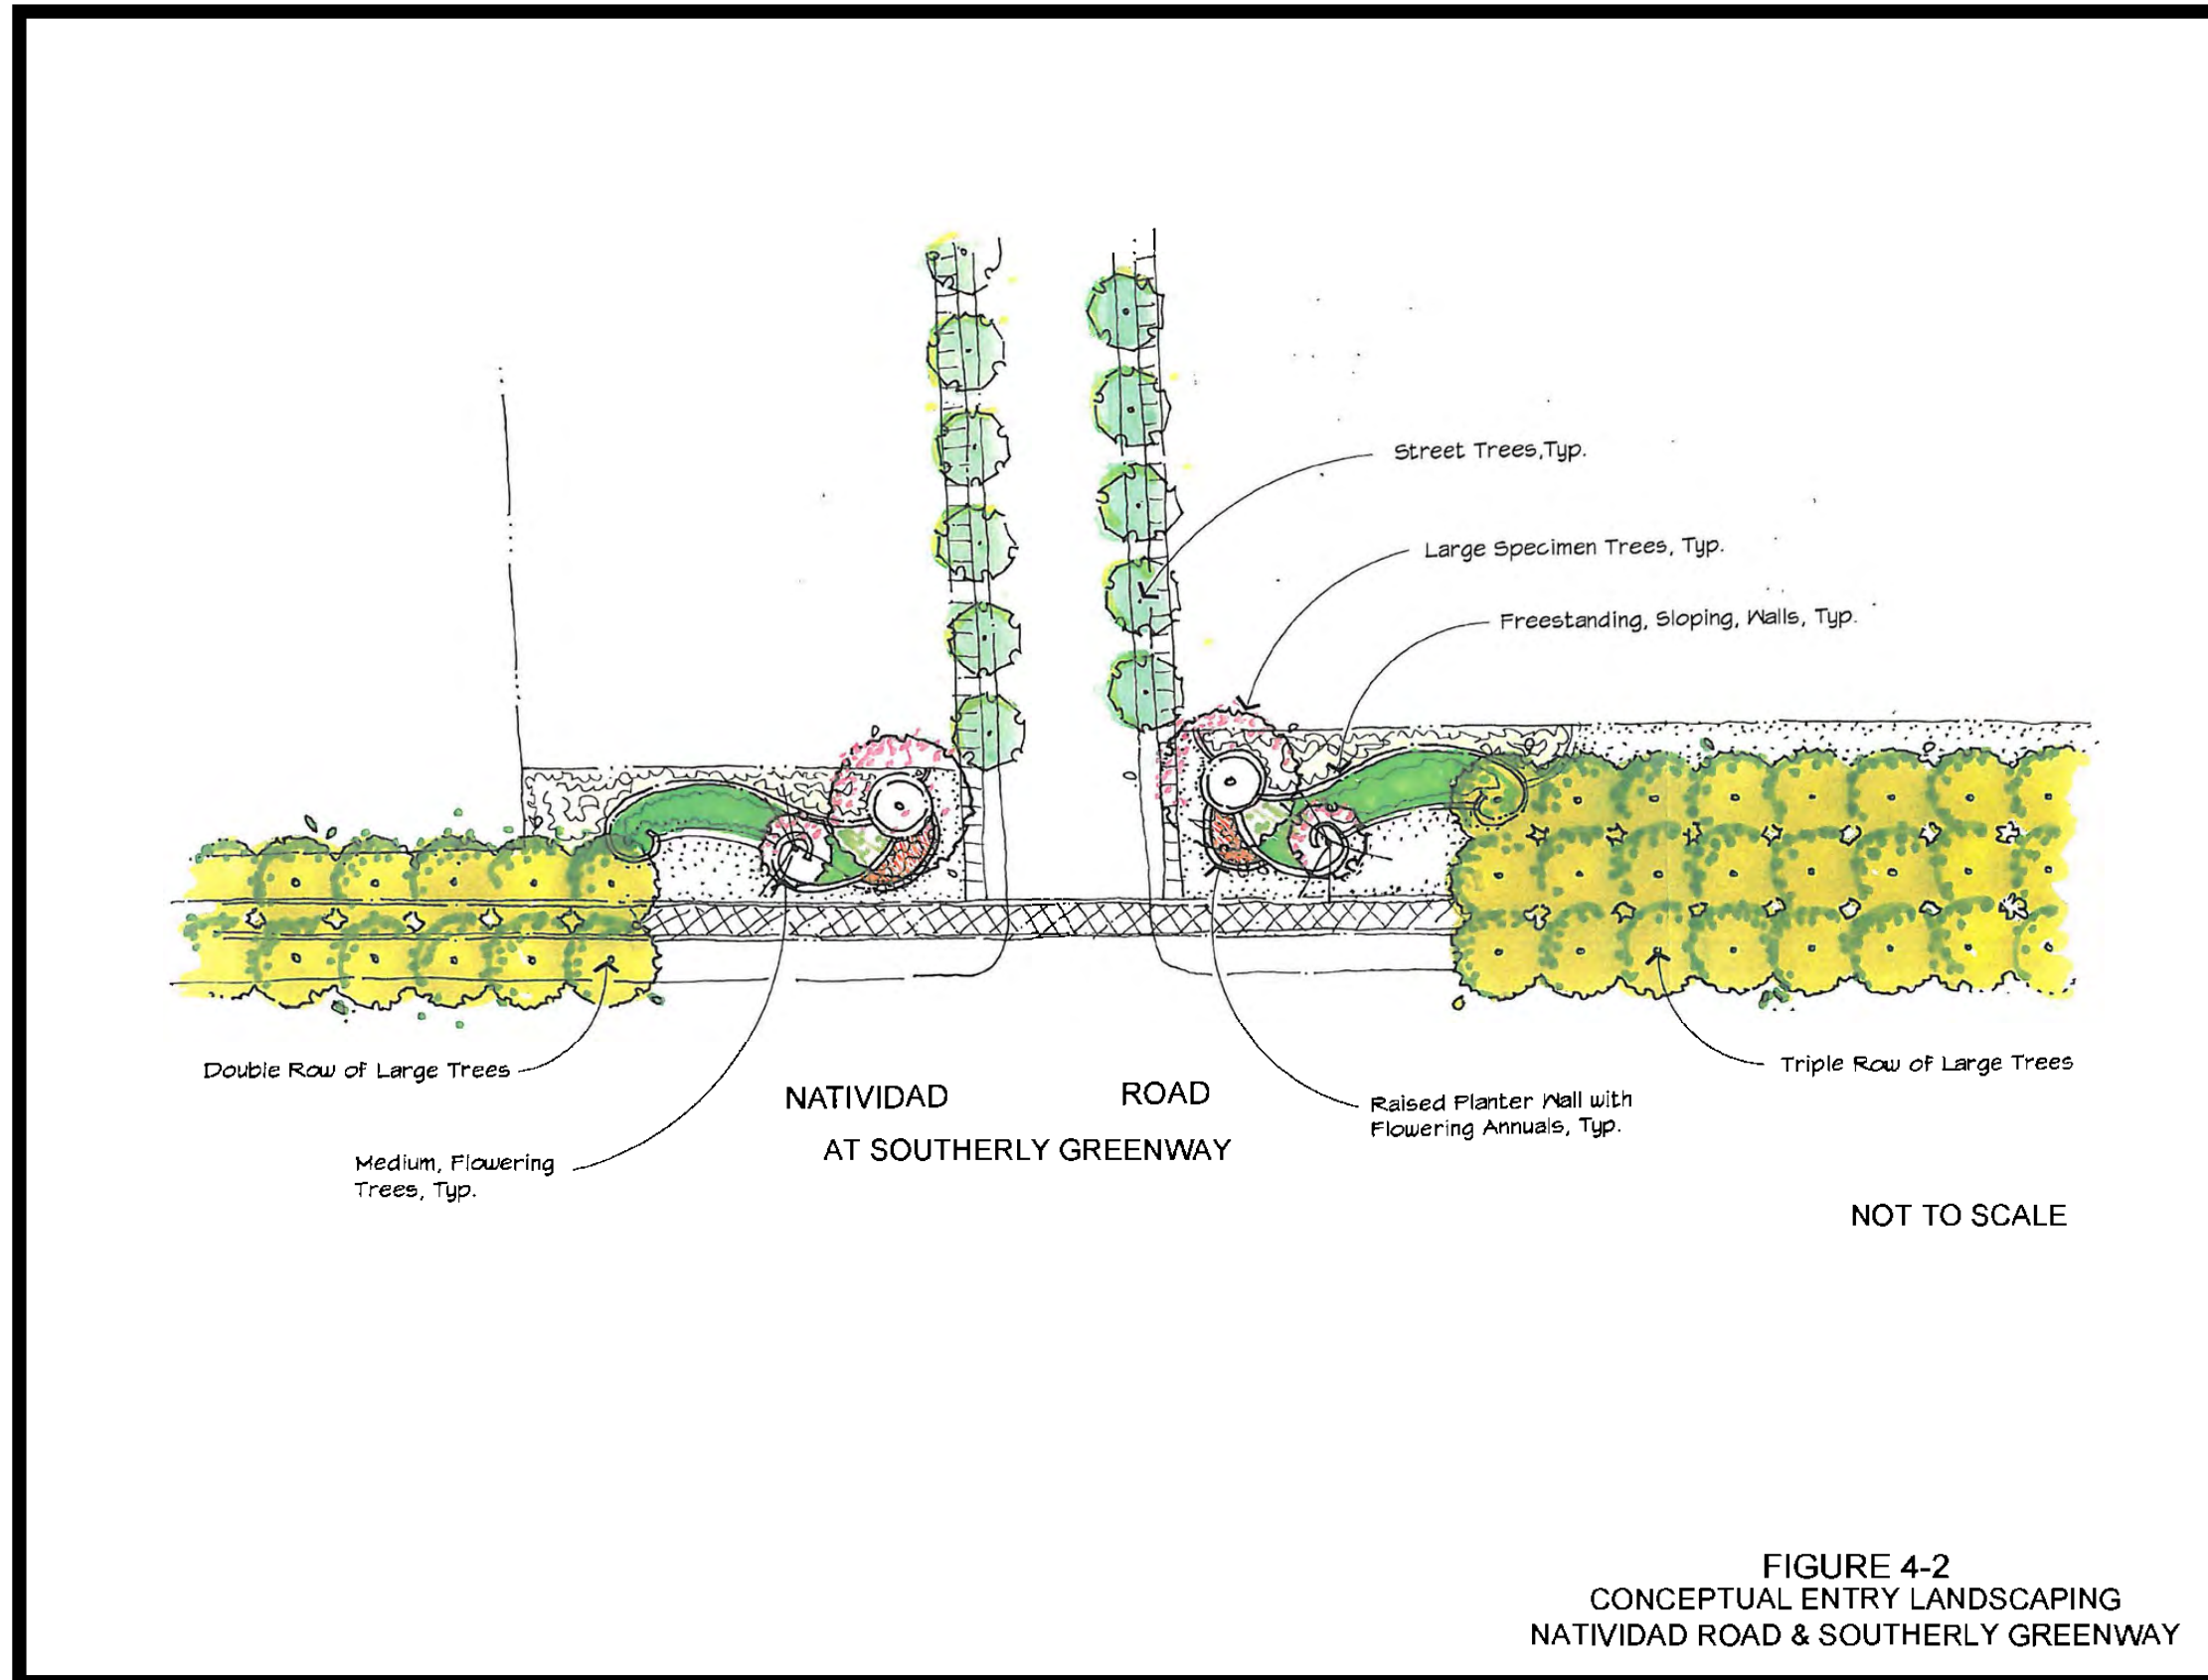 Street Trees,Typ.
Large Specimen Trees, Typ.
Freestanding, Sloping, Walls, Typ.
Double Row of Large Trees
Triple Row of Large Trees
NATIVIDAD ROAD
AT SOUTHERLY GREENWAY
Raised Planter Wall with
Flowering Annuals, Typ.
Medium, Flowering
Trees, Typ.
NOT TO SCALE
FIGURE 4-2
CONCEPTUAL ENTRY LANDSCAPING
NATIVIDAD ROAD & SOUTHERLY GREENWAY